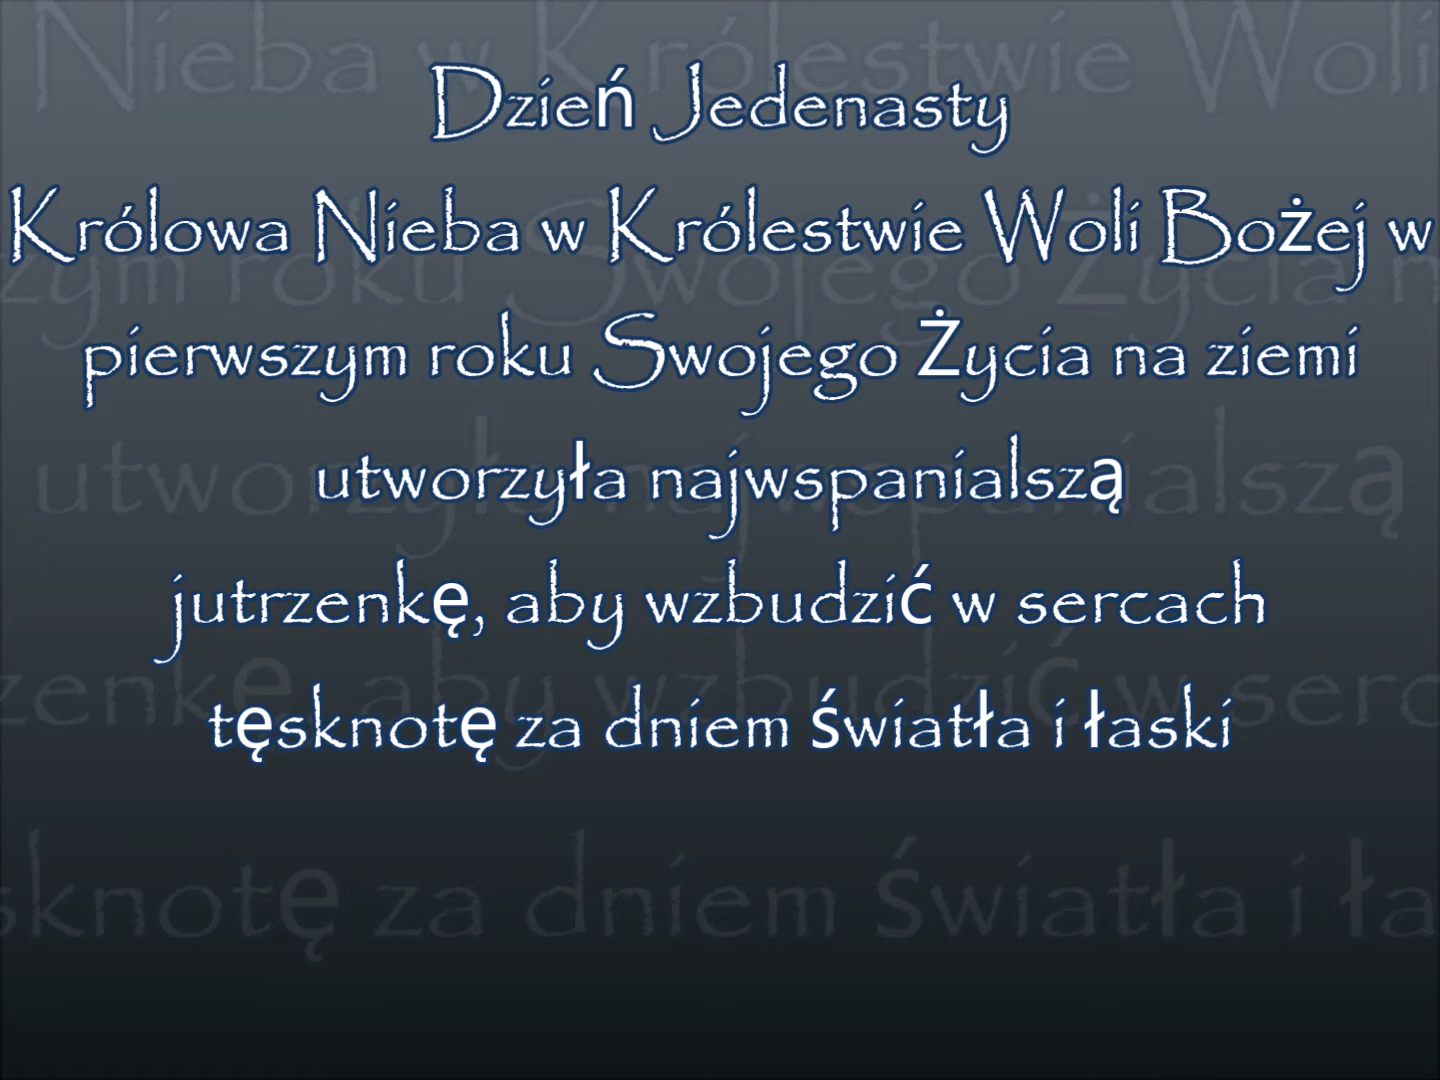 Dzień Jedenasty
Królowa Nieba w Królestwie Woli Bożej w
pierwszym roku Swojego Życia na ziemi
utworzyła najwspanialszą
jutrzenkę, aby wzbudzić w sercach
tęsknotę za dniem światła i łaski